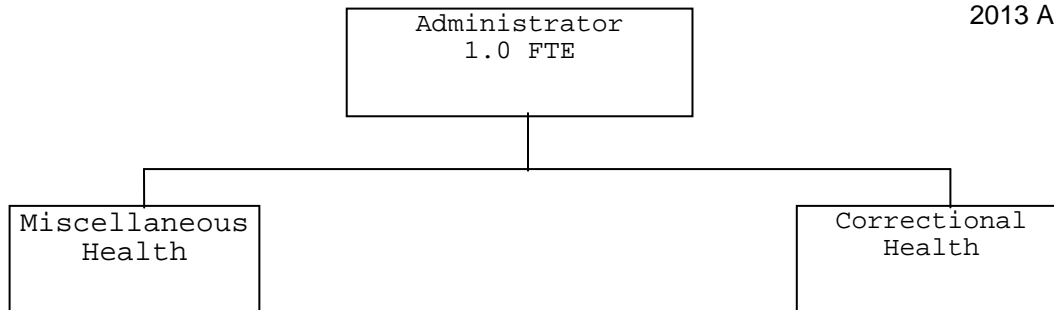 2013 A
Administrator
1.0 FTE
Miscellaneous
Health
Correctional
Health